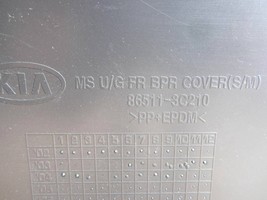 KIA
MS U/G FR BPR COVER(S/M)
86511-3C210
>PP+EPDM<
1 2 3 4 5 6 7 8 9 10 11 12